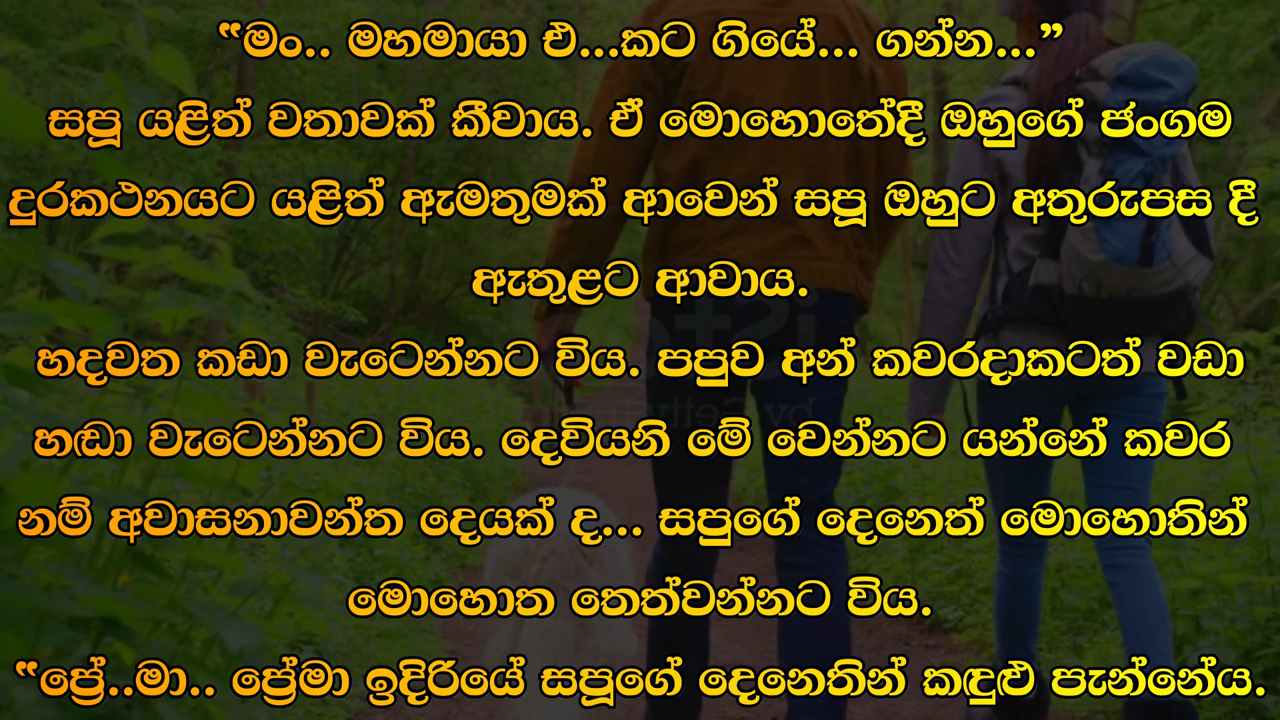 “මං.. මහමායා එ...කට ගියේ... ගන්න...”
සපූ යළිත් වතාවක් කීවාය. ඒ මොහොතේදී ඔහුගේ ජංගම
දුරකථනයට යළිත් ඇමතුමක් ආවෙන් සපූ ඔහුට අතුරුපස දී
ඇතුළට ආවාය.
හදවත කඩා වැටෙන්නට විය. පපුව අන් කවරදාකටත් වඩා
හඬා වැටෙන්නට විය. දෙවියනි මේ වෙන්නට යන්නේ කවර
නම් අවාසනාවන්ත දෙයක් ද... සපුගේ දෙනෙත් මොහොතින්
මොහොත තෙත්වන්නට විය.
“ප්‍රේ..මා.. ප්‍රේමා ඉදිරියේ සපූගේ දෙනෙතින් කඳුළු පැන්නේය.